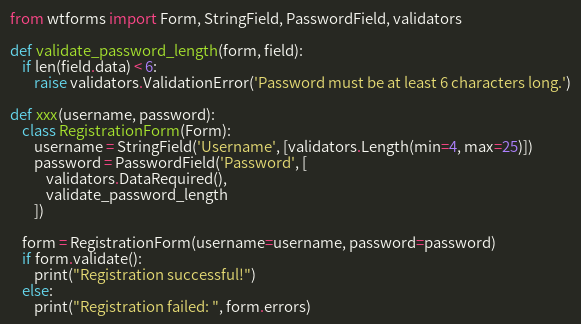 from wtforms import Form, StringField, PasswordField, validators

def validate_password_length(form, field):
    if len(field.data) < 6:
        raise validators.ValidationError('Password must be at least 6 characters long.')

def xxx(username, password):
    class RegistrationForm(Form):
        username = StringField('Username', [validators.Length(min=4, max=25)])
        password = PasswordField('Password', [
            validators.DataRequired(),
            validate_password_length
        ])

    form = RegistrationForm(username=username, password=password)
    if form.validate():
        print("Registration successful!")
    else:
        print("Registration failed: ", form.errors)